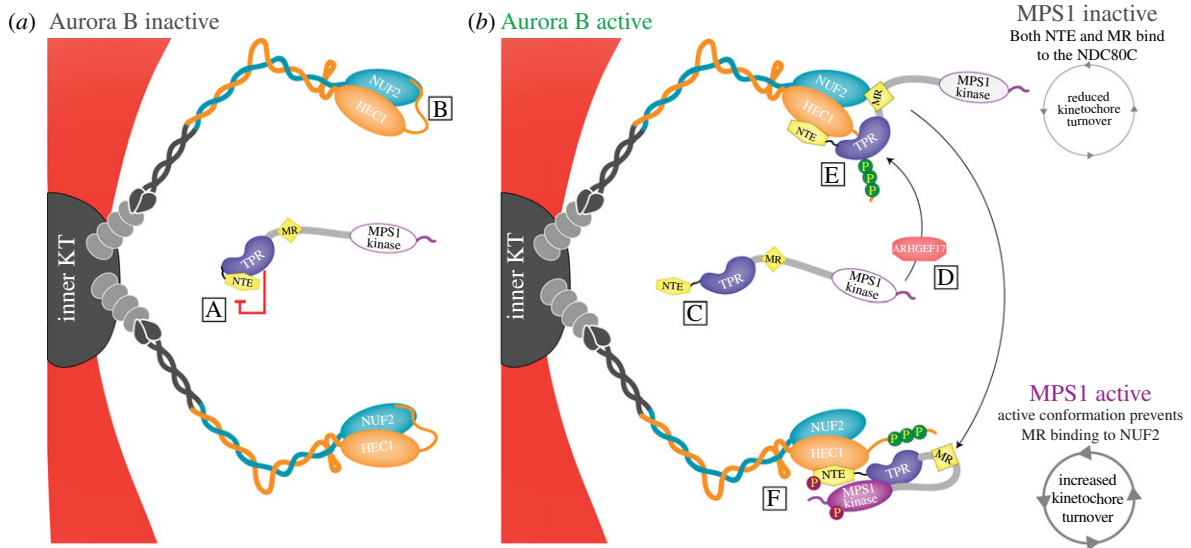 (a) Aurora B inactive
NUF2
HEC1
B
inner KT
MR
MPS1
kinase
TPR
NTE
A
NUF2
HEC1
(b) Aurora B active
NUF2
HEC1
MR
MPS1
kinase
NTE
TPR
E
P
P
P
inner KT
ARHGEF17
D
MR
TPR
NTE
C
MPS1
kinase
NUF2
HEC1
P P P
MR
NTE
TPR
P
MPS1
kinase
P
F
MPS1 inactive
Both NTE and MR bind
to the NDC80C
reduced
kinetochore
turnover
MPS1 active
active conformation prevents
MR binding to NUF2
increased
kinetochore
turnover